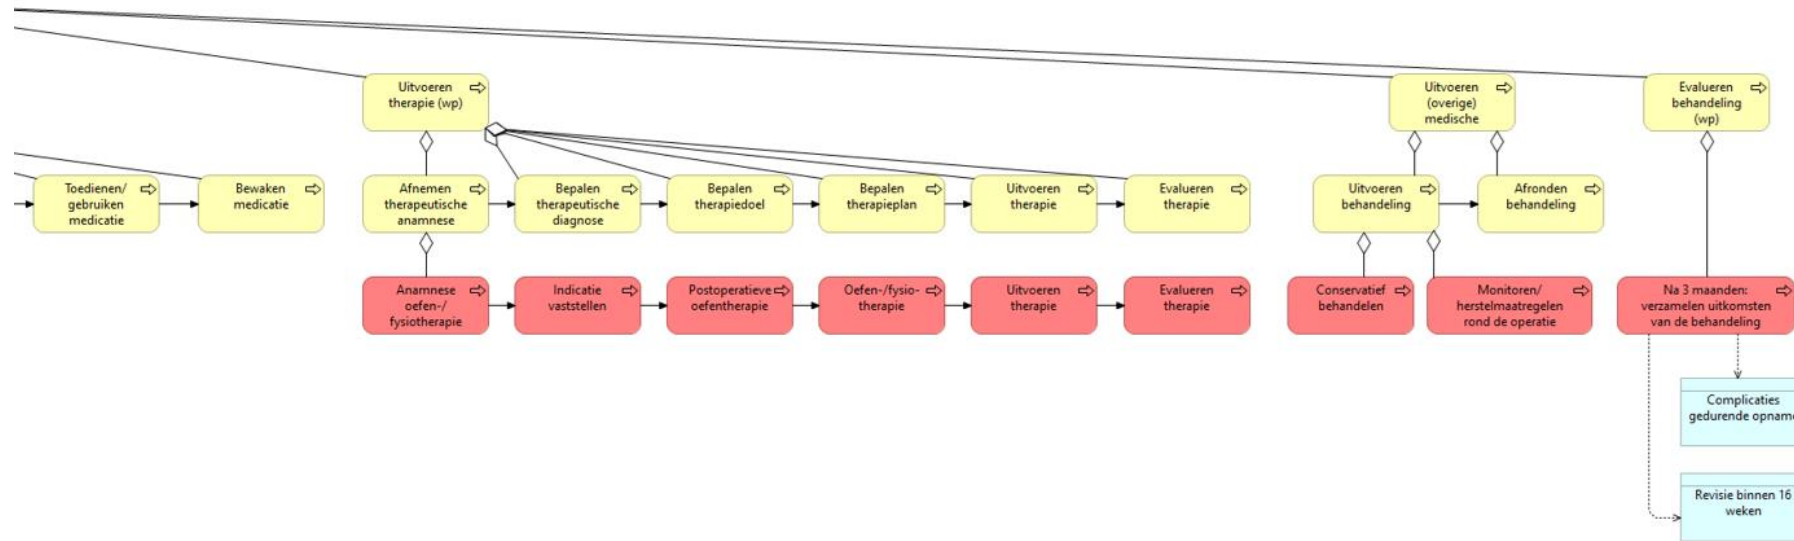 Uitvoeren
therapie (wp)
Uitvoeren
(overige)
medische
Evalueren
behandeling
(wp)
Toedienen/
gebruiken
medicatie
Bewaken
medicatie
Afnemen
therapeutische
anamnese
Bepalen
therapeutische
diagnose
Bepalen
therapiedoel
Bepalen
therapieplan
Uitvoeren
therapie
Evalueren
therapie
Uitvoeren
behandeling
Afronden
behandeling
Anamnese
oefen-/
fysiotherapie
Indicatie
vaststellen
Postoperatieve
oefentherapie
Oefen-/fysio-
therapie
Uitvoeren
therapie
Evalueren
therapie
Conservatief
behandelen
Monitoren/
herstelmaatregelen
rond de operatie
Na 3 maanden:
verzamelen uitkomsten
van de behandeling
Complicaties
gedurende opname
Revisie binnen 16
weken